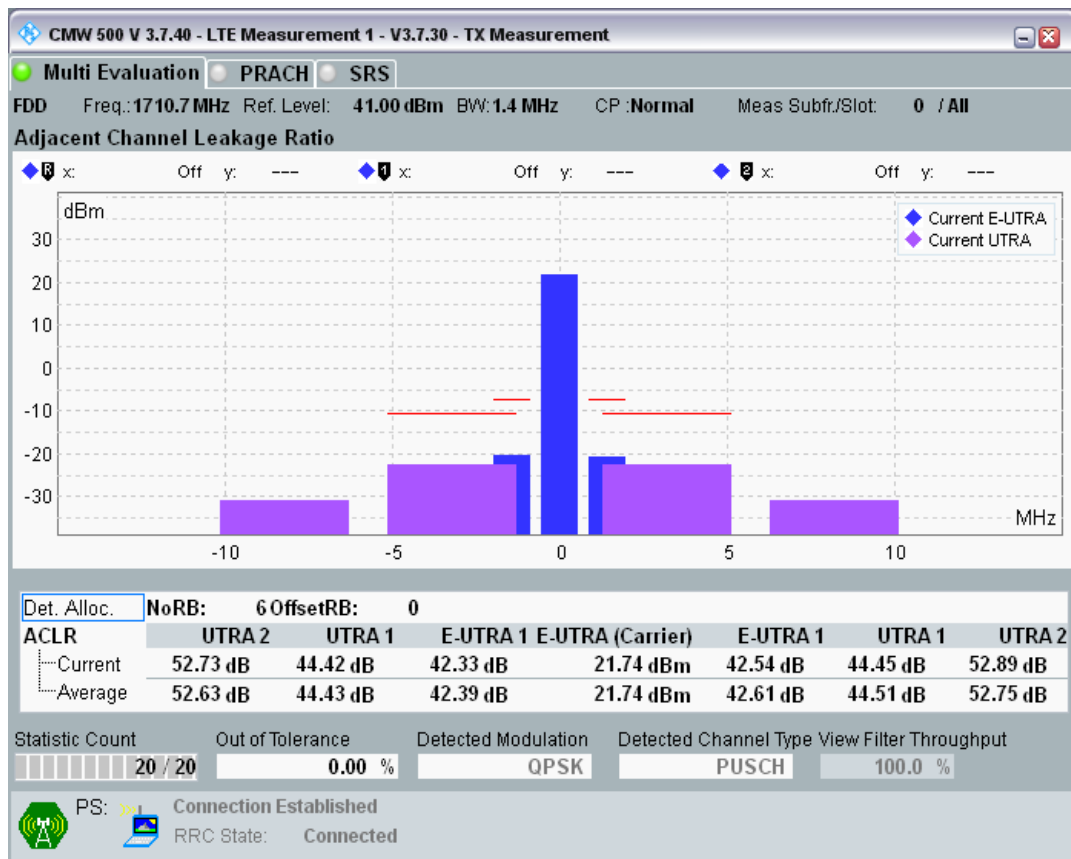 CMW 500 V 3.7.40 - LTE Measurement 1 - V3.7.30 - TX Measurement
Multi Evaluation PRACH SRS
FDD Freq.:1710.7 MHz Ref. Level: 41.00 dBm BW:1.4 MHz CP :Normal Meas Subfr./Slot: 0 / All
Adjacent Channel Leakage Ratio
R x: Off y: --- 1 x: Off y: --- 2 x: Off y: ---
dBm
Current E-UTRA
Current UTRA
30
20
10
0
-10
-20
-30
MHz
-10 -5 0 5 10
Det. Alloc. NoRB: 6 OffsetRB: 0
ACLR UTRA 2 UTRA 1 E-UTRA 1 E-UTRA (Carrier) E-UTRA 1 UTRA 1 UTRA 2
Current 52.73 dB 44.42 dB 42.33 dB 21.74 dBm 42.54 dB 44.45 dB 52.89 dB
Average 52.63 dB 44.43 dB 42.39 dB 21.74 dBm 42.61 dB 44.51 dB 52.75 dB
Statistic Count Out of Tolerance Detected Modulation Detected Channel Type View Filter Throughput
20 / 20 0.00 % QPSK PUSCH 100.0 %
PS: Connection Established
RRC State: Connected